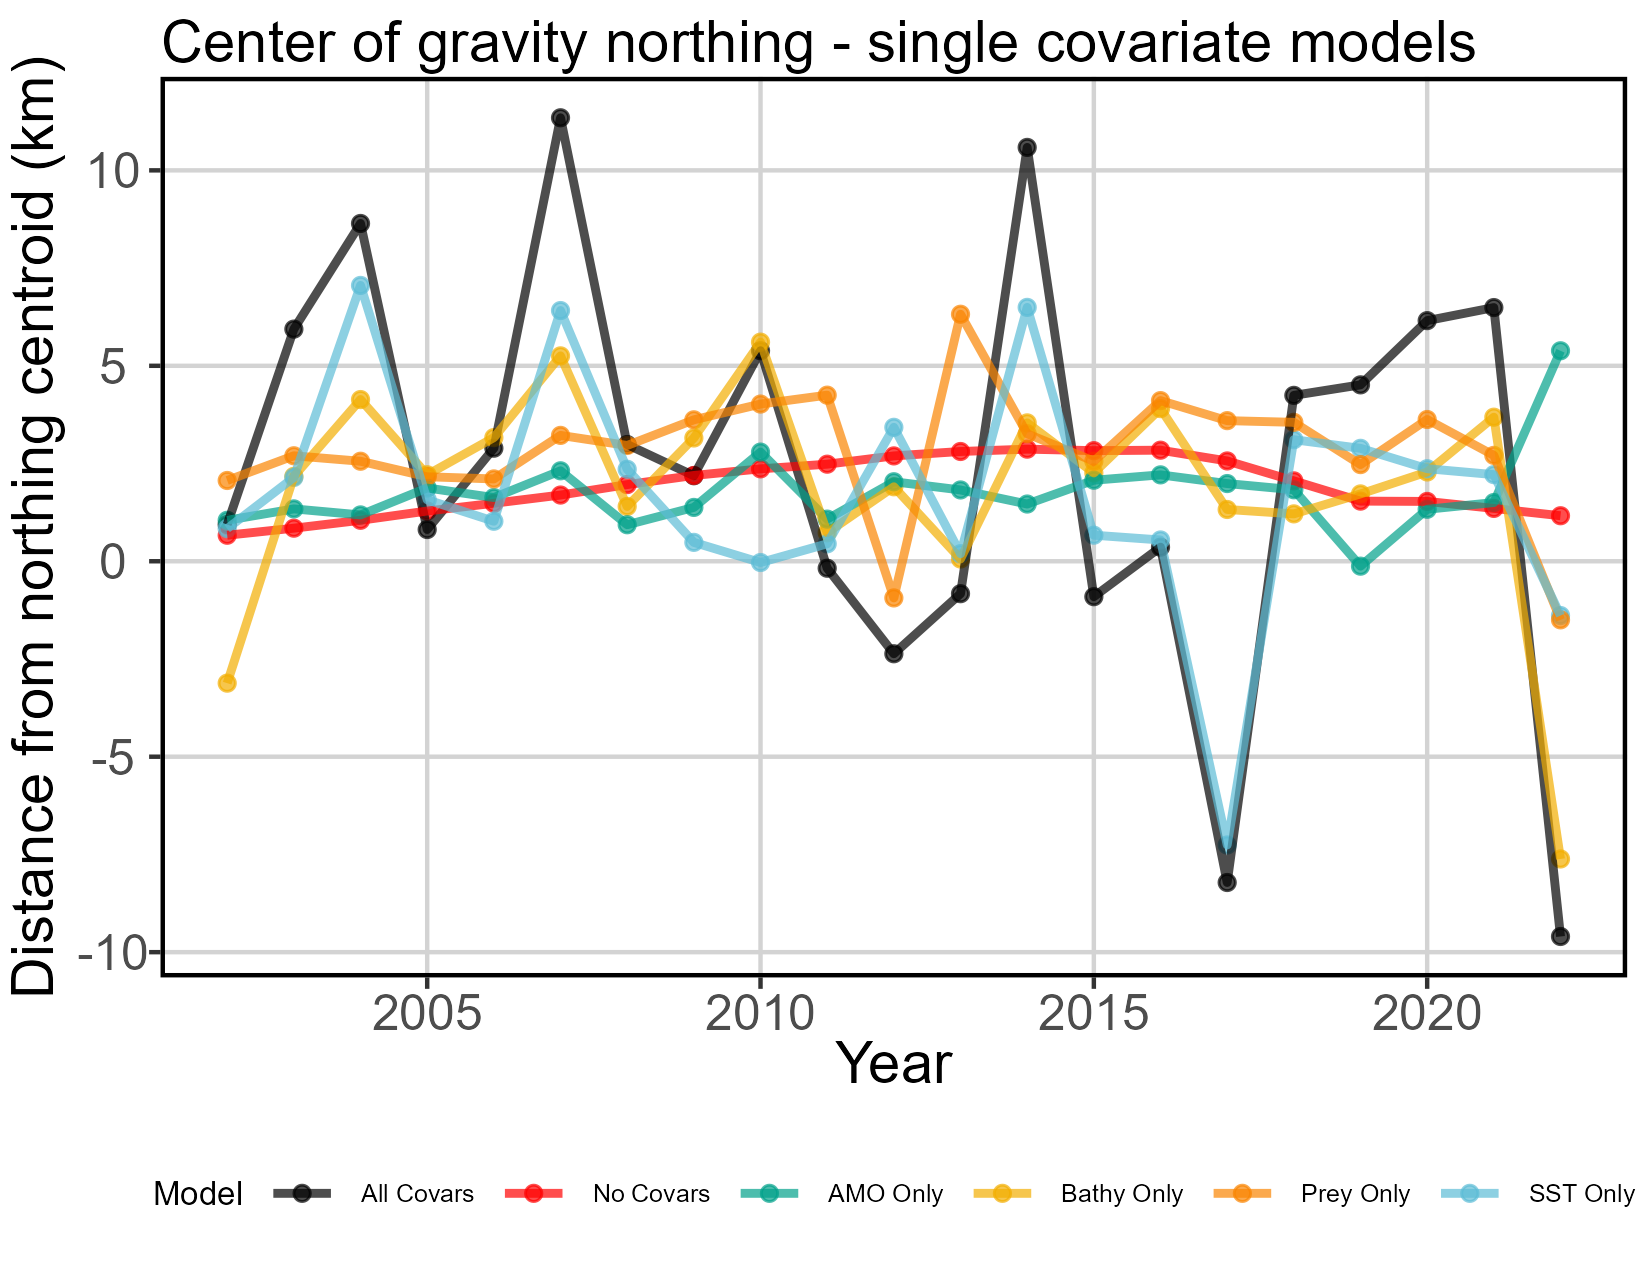 Center of gravity northing - single covariate models
Distance from northing centroid (km)
10
5
0
-5
-10
2005 2010 2015 2020
Year
Model All Covars No Covars AMO Only Bathy Only Prey Only SST Only